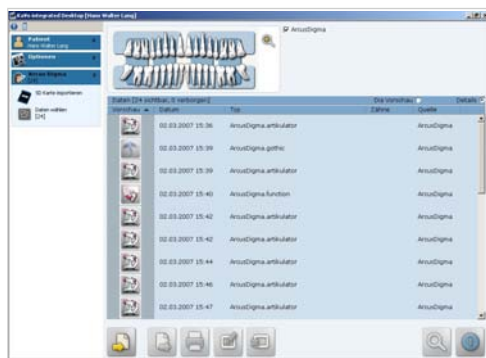 KaVo integrated Desktop [Hans Walter Lang]
Patient
Hans Walter Lang
Optionen
Arcus Sigma
[24]
SD-Karte importieren
Daten wählen
[24]
ArcusDigma
Daten [24 sichtbar, 0 verborgen]
Dia Vorschau
Details
Vorschau
Datum
Typ
Zähne
Quelle
02.03.2007 15:36 ArcusDigma.artikulator ArcusDigma
02.03.2007 15:39 ArcusDigma.gothic ArcusDigma
02.03.2007 15:39 ArcusDigma.artikulator ArcusDigma
02.03.2007 15:40 ArcusDigma.function ArcusDigma
02.03.2007 15:42 ArcusDigma.artikulator ArcusDigma
02.03.2007 15:42 ArcusDigma.artikulator ArcusDigma
02.03.2007 15:44 ArcusDigma.artikulator ArcusDigma
02.03.2007 15:46 ArcusDigma.artikulator ArcusDigma
02.03.2007 15:47 ArcusDigma.artikulator ArcusDigma